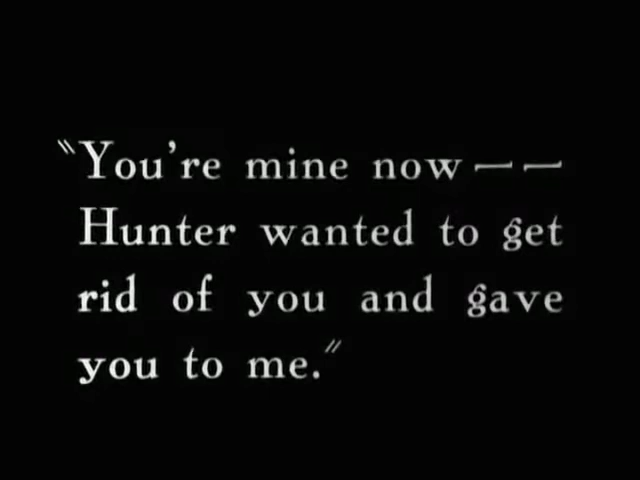 "You're mine now — —
Hunter wanted to get
rid of you and gave
you to me."